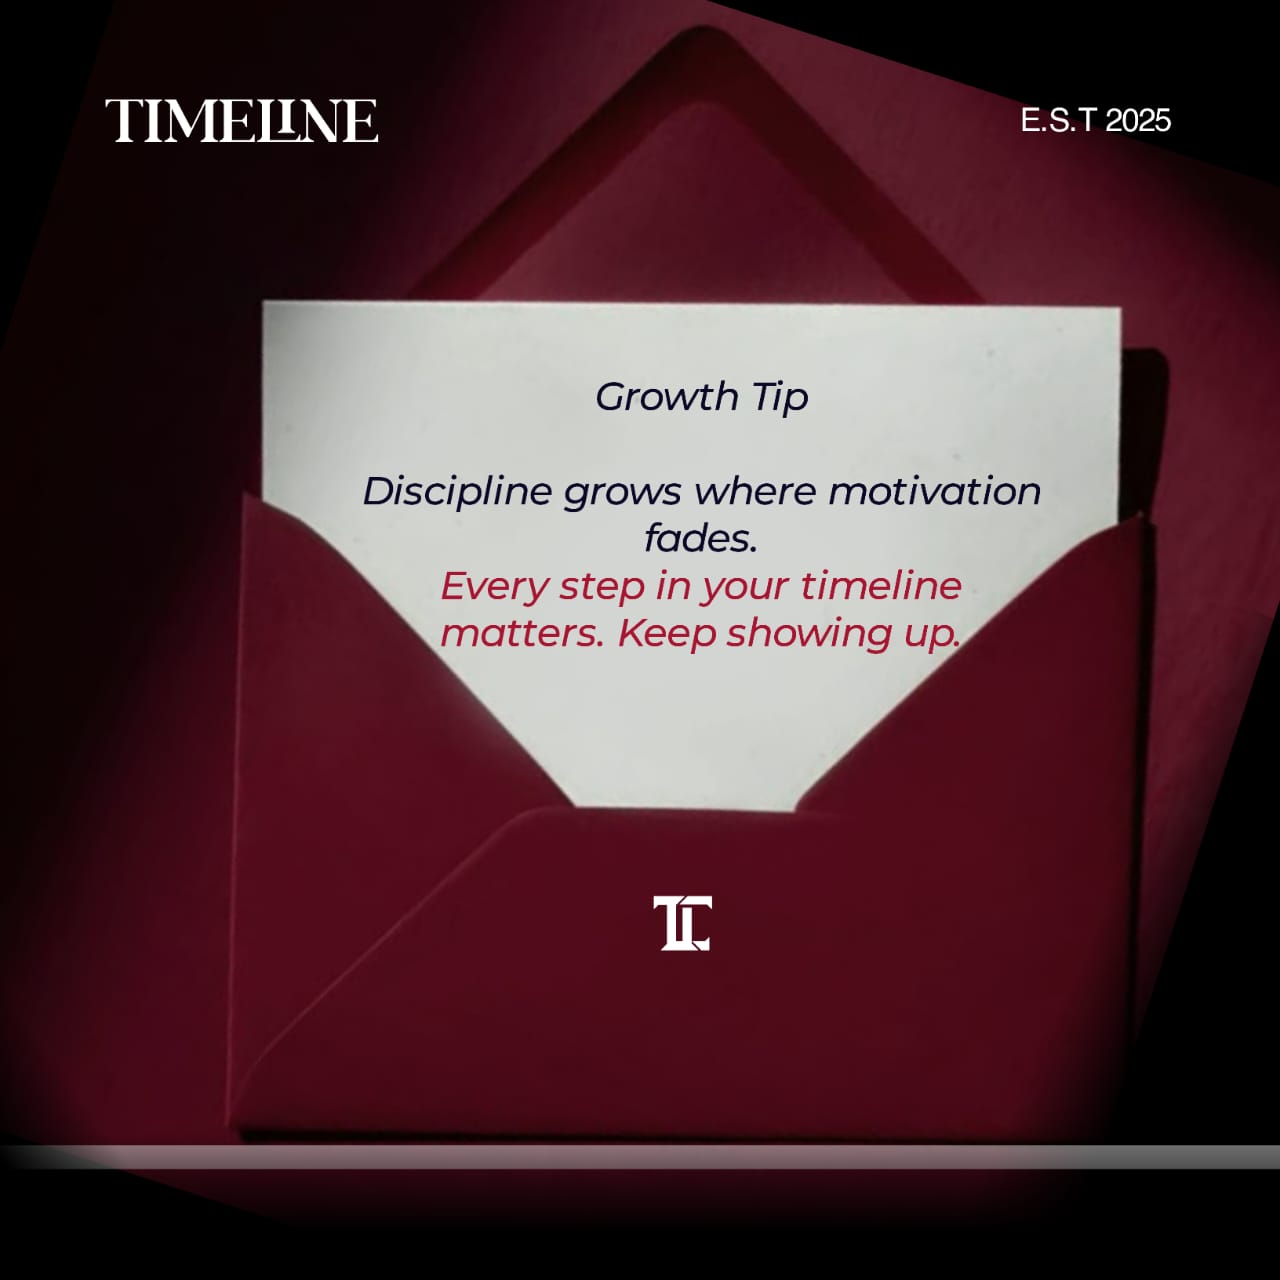 TIMELINE
E.S.T 2025
Growth Tip
Discipline grows where motivation
fades.
Every step in your timeline
matters. Keep showing up.
TL